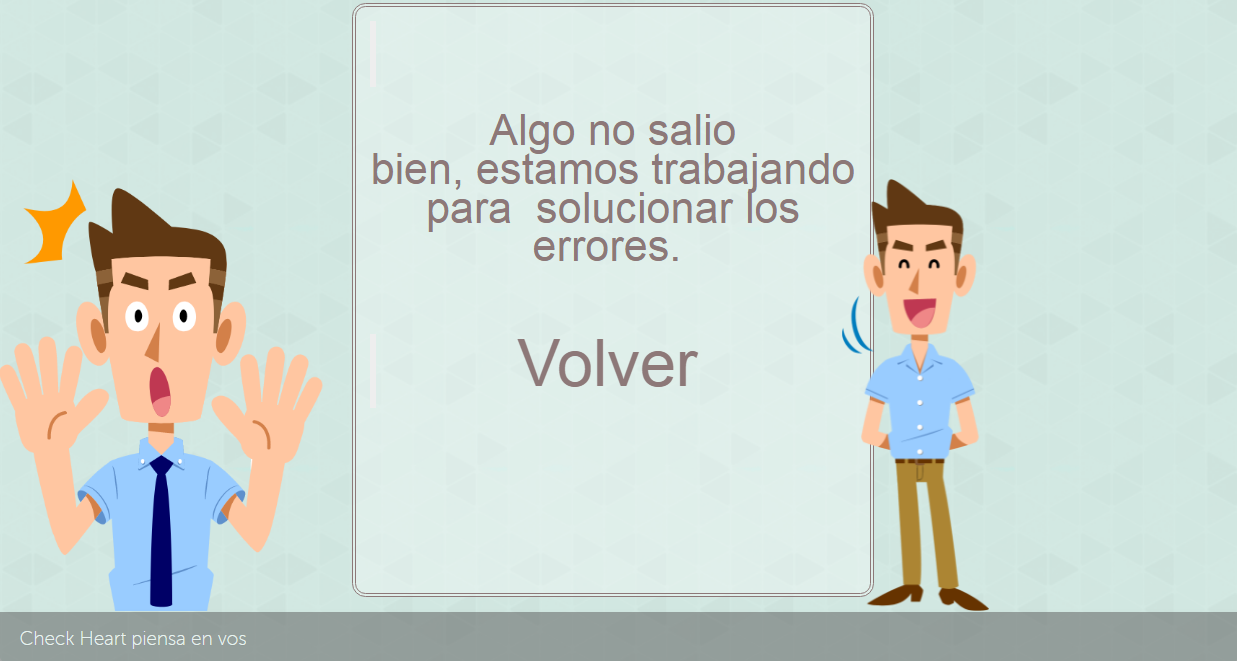 Algo no salio
bien, estamos trabajando
para  solucionar los
errores.
Volver
Check Heart piensa en vos